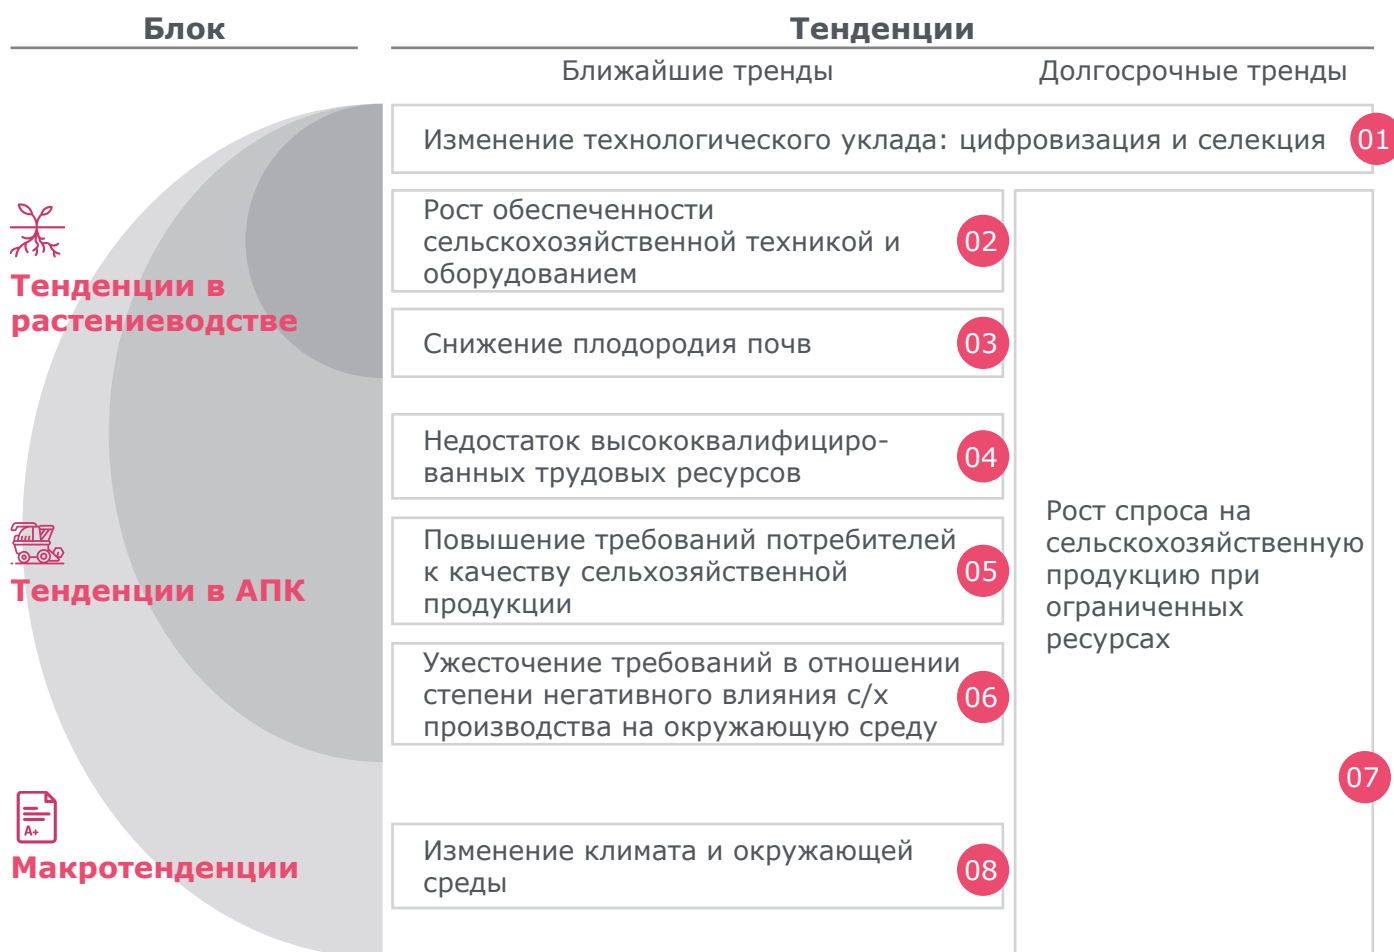 Блок
Тенденции
Ближайшие тренды
Долгосрочные тренды
Изменение технологического уклада: цифровизация и селекция
01
Тенденции в
растениеводстве
Рост обеспеченности
сельскохозяйственной техникой и
оборудованием
02
Снижение плодородия почв
03
Тенденции в АПК
Недостаток высококвалифициро-
ванных трудовых ресурсов
04
Повышение требований потребителей
к качеству сельхозяйственной
продукции
05
Ужесточение требований в отношении
степени негативного влияния с/х
производства на окружающую среду
06
Рост спроса на
сельскохозяйственную
продукцию при
ограниченных
ресурсах
07
A+
Макротенденции
Изменение климата и окружающей
среды
08